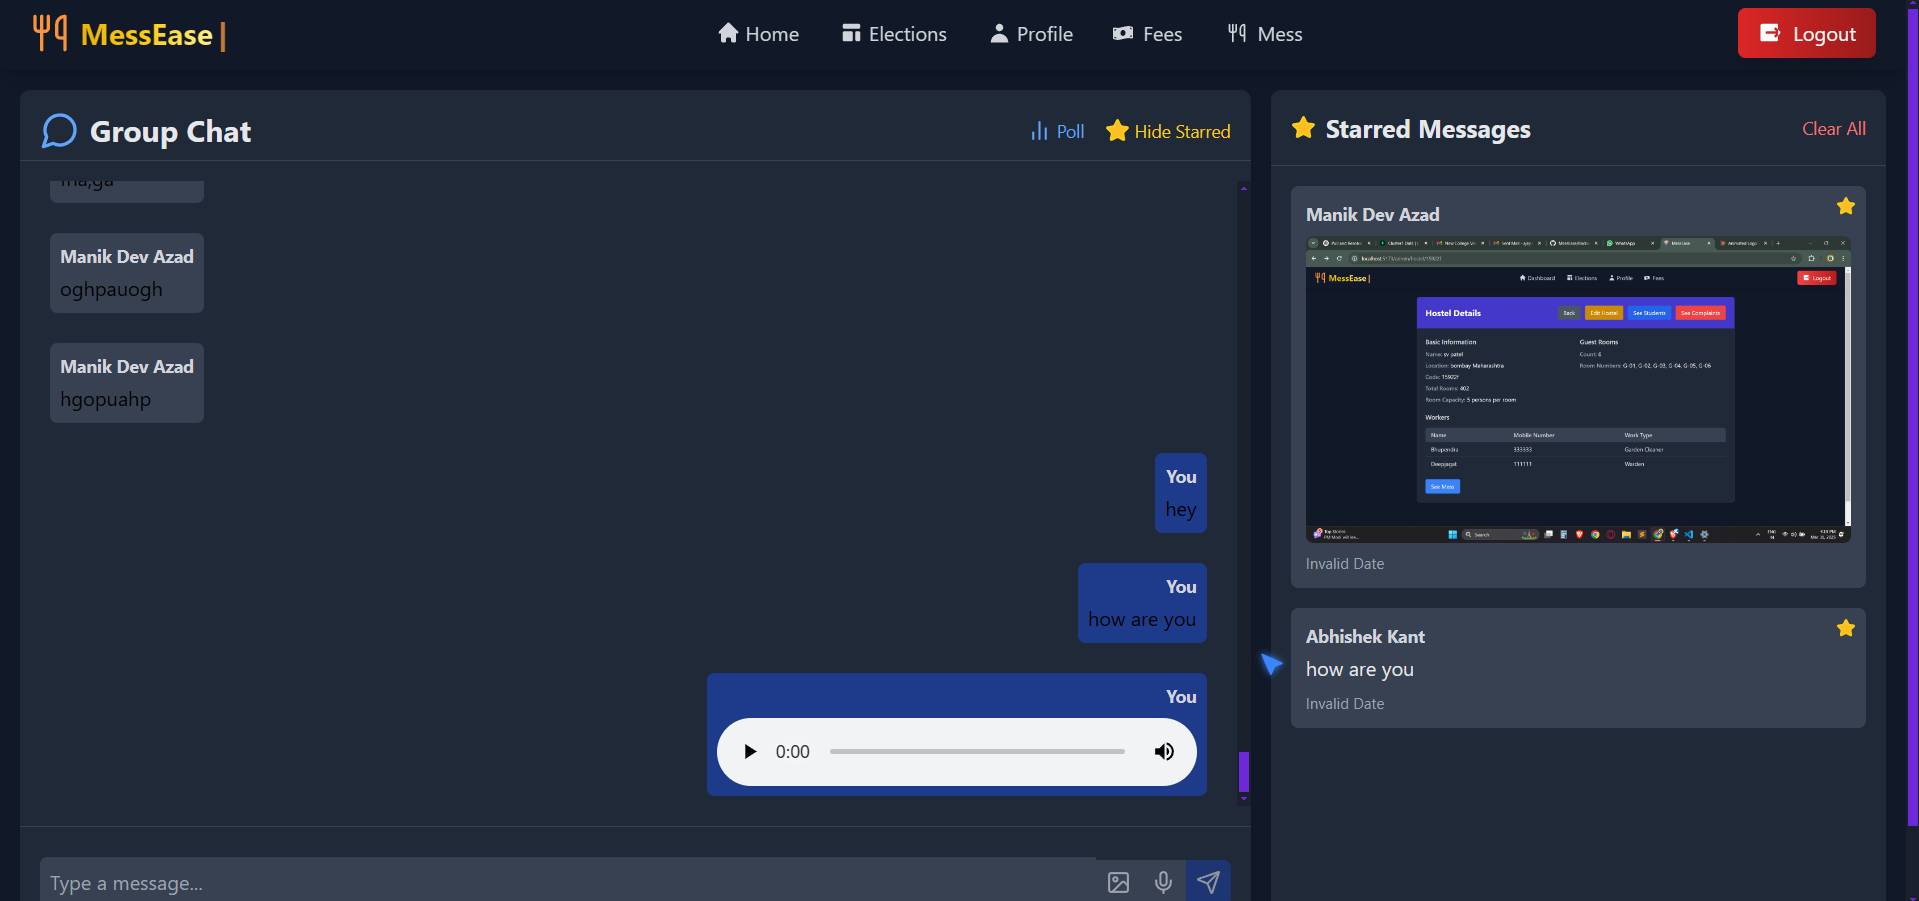 MessEase
Home
Elections
Profile
Fees
Mess
Logout
Group Chat
Poll
Hide Starred
Manik Dev Azad
oghpauogh
Manik Dev Azad
hgopuahp
You
hey
You
how are you
You
0:00
Type a message...
Starred Messages
Clear All
Manik Dev Azad
MessEase
Dashboard
Elections
Profile
Fees
Logout
Hostel Details
Back
Edit Hostel
See Students
See Complaints
Basic Information
Guest Rooms
Name: sv patel
Count: 6
Location: bombay Maharashtra
Room Numbers: G-01, G-02, G-03, G-04, G-05, G-06
Total Rooms: 402
Room Capacity: 5 persons per room
Workers
Name
Mobile Number
Work Type
Bhupendra
333333
Garden Cleaner
Deepjagat
111111
Warden
See Mess
Search
Invalid Date
Abhishek Kant
how are you
Invalid Date